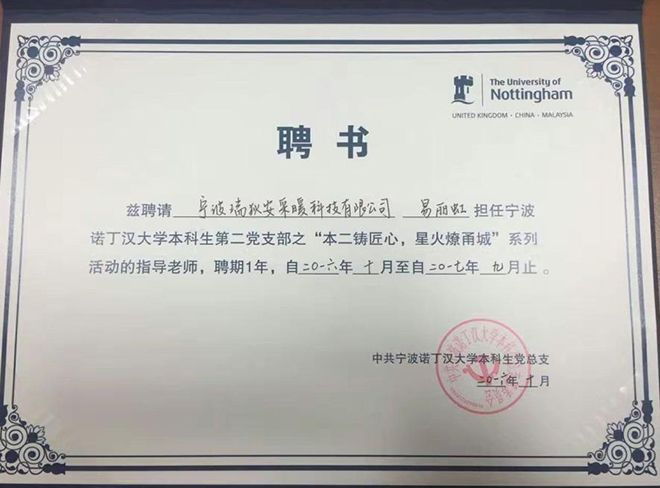 The University of
Nottingham
UNITED KINGDOM · CHINA · MALAYSIA
聘书
兹聘请 宁波瑞狄安采暖科技有限公司 易丽虹 担任宁波
诺丁汉大学本科生第二党支部之“本二铸匠心，星火燎甬城”系列
活动的指导老师，聘期1年，自二〇一六年十月至自二〇一七年九月止。
中共宁波诺丁汉大学本科生党总支
二〇一六年十月